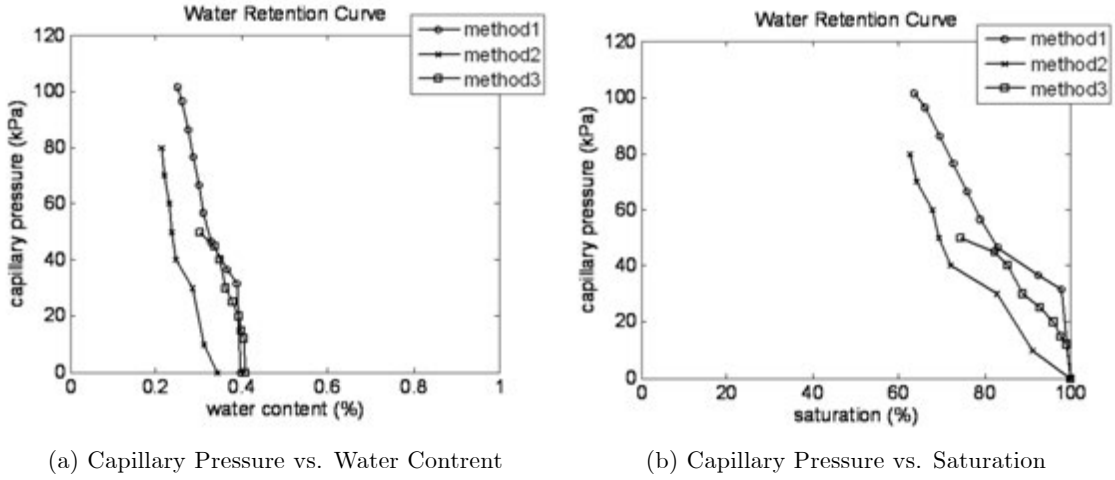 Water Retention Curve
method1
method2
method3
120
100
80
60
40
20
0
capillary pressure (kPa)
0
0.2
0.4
0.6
0.8
1
water content (%)
(a) Capillary Pressure vs. Water Contrent
Water Retention Curve
method1
method2
method3
120
100
80
60
40
20
0
capillary pressure (kPa)
0
20
40
60
80
100
saturation (%)
(b) Capillary Pressure vs. Saturation